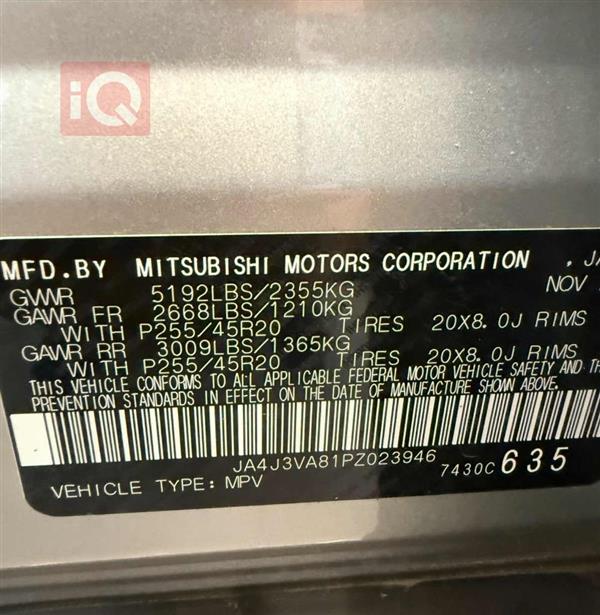 iQ
MFD.BY MITSUBISHI MOTORS CORPORATION , JA
GVWR 5192LBS/2355KG NOV
GAWR FR 2668LBS/1210KG
WITH P255/45R20 TIRES 20X8.0J RIMS
GAWR RR 3009LBS/1365KG
WITH P255/45R20 TIRES 20X8.0J RIMS
THIS VEHICLE CONFORMS TO ALL APPLICABLE FEDERAL MOTOR VEHICLE SAFETY AND TH
PREVENTION STANDARDS IN EFFECT ON THE DATE OF MANUFACTURE SHOWN ABOVE.
JA4J3VA81PZ023946 7430C 635
VEHICLE TYPE: MPV